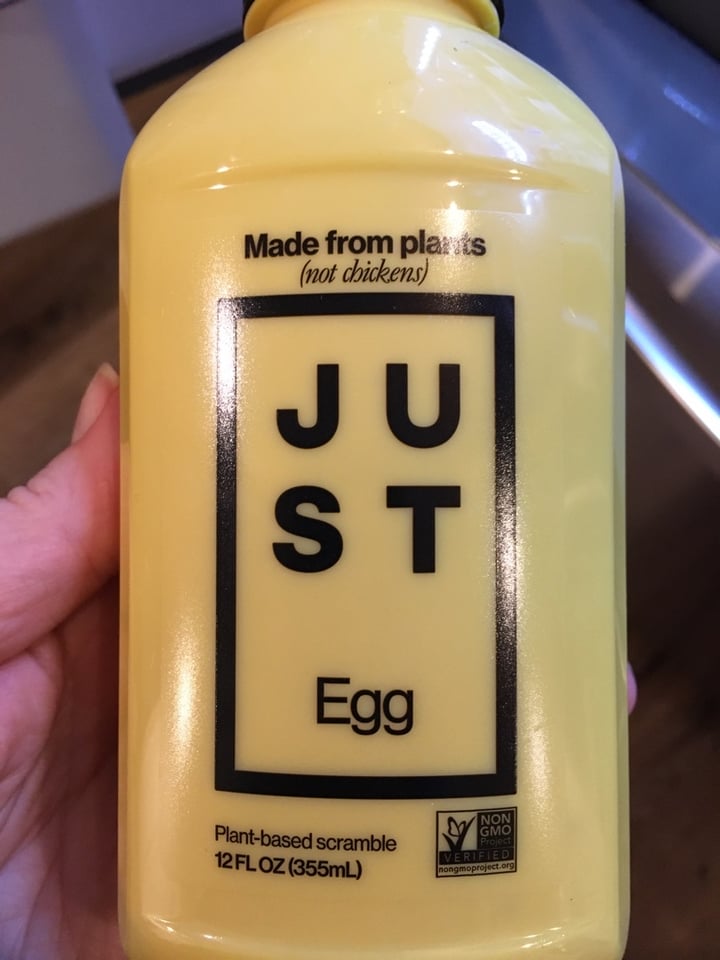 Made from plants
(not chickens)
J U
S T
Egg
Plant-based scramble
12 FL OZ (355mL)
NON
GMO
Project
VERIFIED
nongmoproject.org